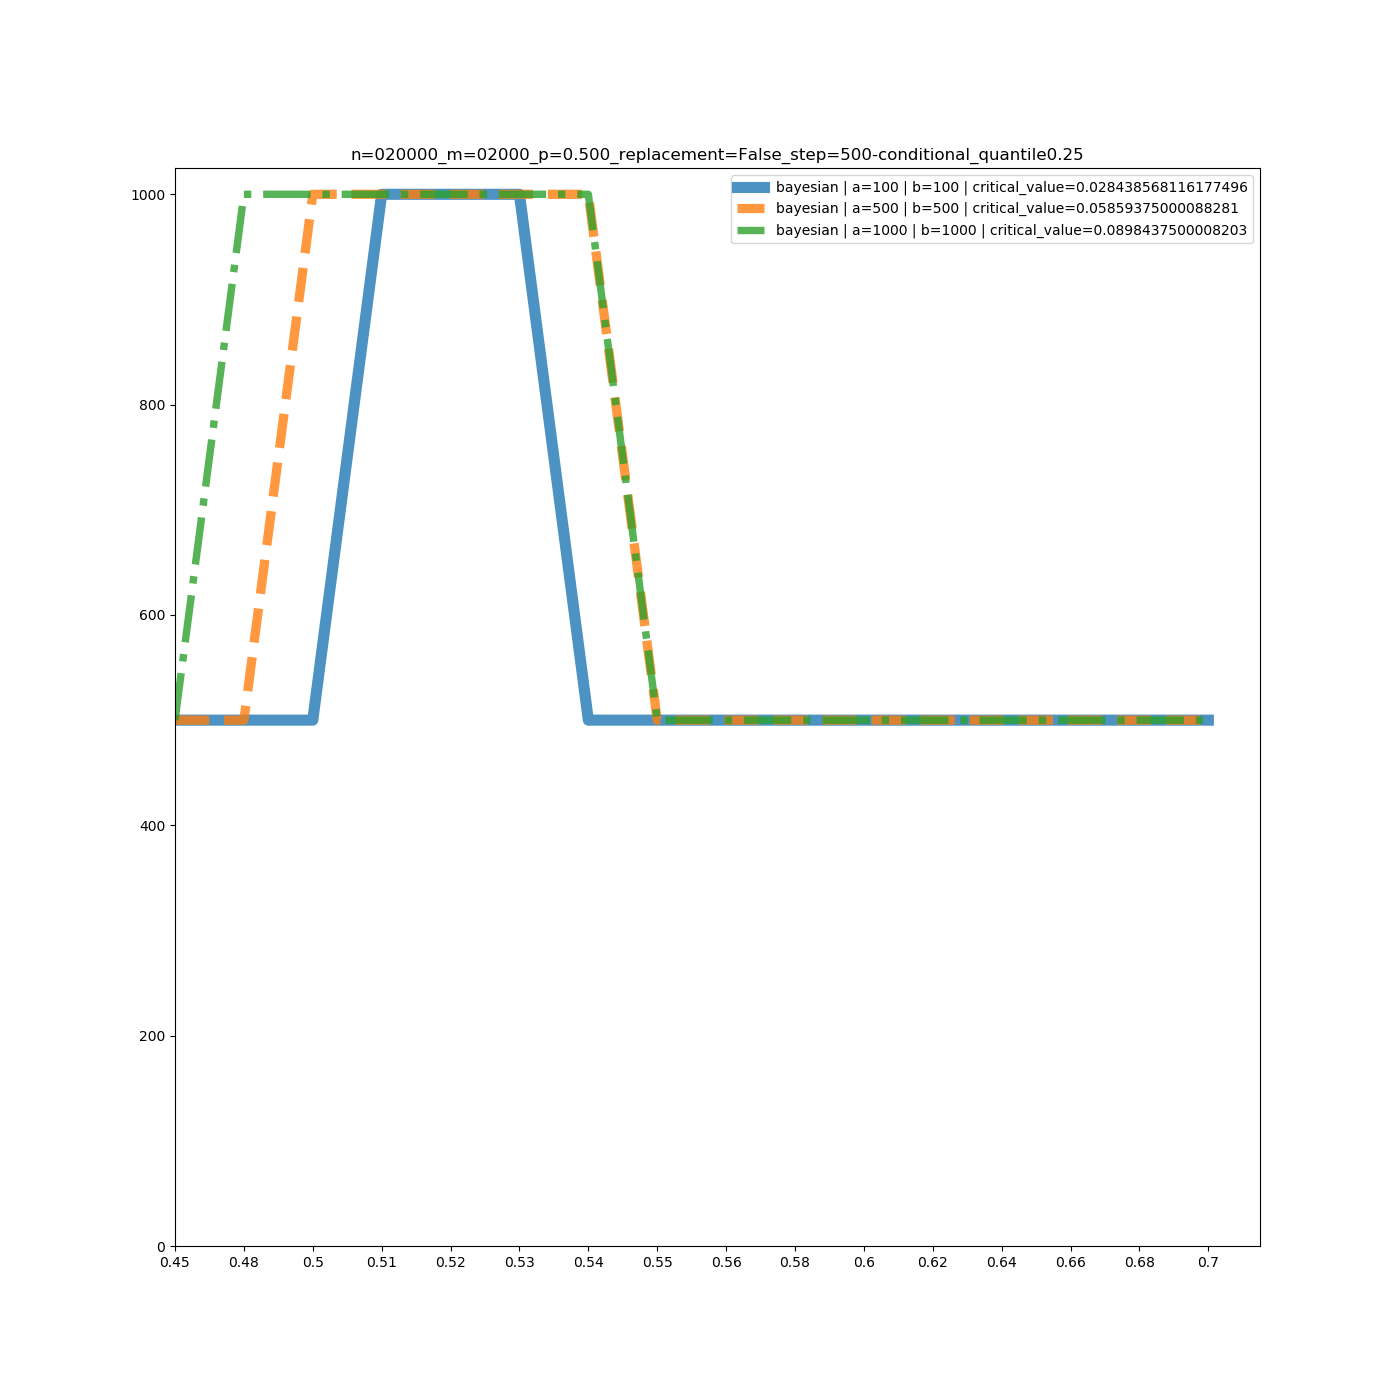 n=020000_m=02000_p=0.500_replacement=False_step=500-conditional_quantile0.25
bayesian | a=100 | b=100 | critical_value=0.028438568116177496
bayesian | a=500 | b=500 | critical_value=0.05859375000088281
bayesian | a=1000 | b=1000 | critical_value=0.0898437500008203
1000
800
600
400
200
0
0.45 0.48 0.5 0.51 0.52 0.53 0.54 0.55 0.56 0.58 0.6 0.62 0.64 0.66 0.68 0.7